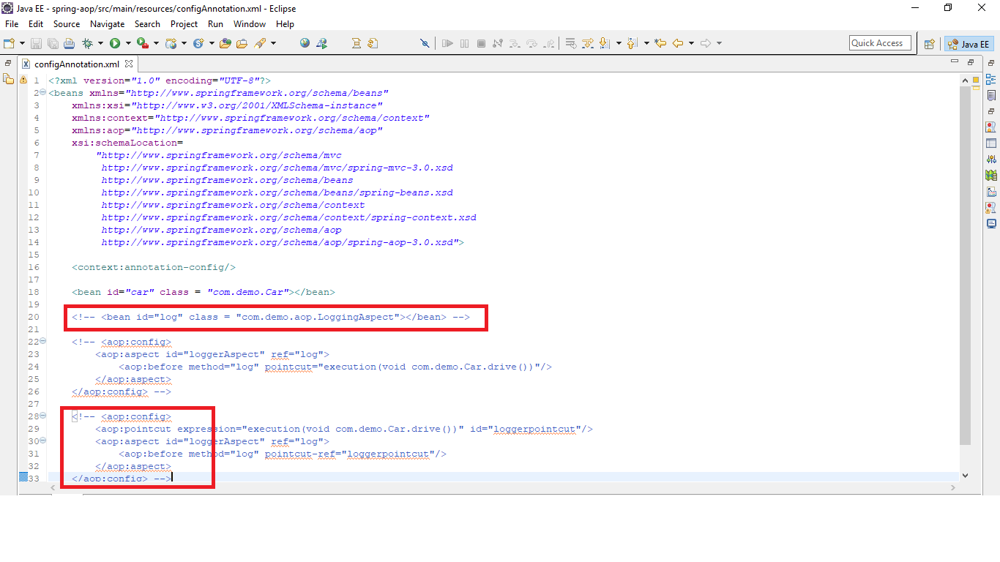 Java EE - spring-aop/src/main/resources/configAnnotation.xml - Eclipse
File Edit Source Navigate Search Project Run Window Help
Quick Access
Java EE
configAnnotation.xml
1 <?xml version="1.0" encoding="UTF-8"?>
2 <beans xmlns="http://www.springframework.org/schema/beans"
3 xmlns:xsi="http://www.w3.org/2001/XMLSchema-instance"
4 xmlns:context="http://www.springframework.org/schema/context"
5 xmlns:aop="http://www.springframework.org/schema/aop"
6 xsi:schemaLocation=
7 "http://www.springframework.org/schema/mvc
8 http://www.springframework.org/schema/mvc/spring-mvc-3.0.xsd
9 http://www.springframework.org/schema/beans
10 http://www.springframework.org/schema/beans/spring-beans.xsd
11 http://www.springframework.org/schema/context
12 http://www.springframework.org/schema/context/spring-context.xsd
13 http://www.springframework.org/schema/aop
14 http://www.springframework.org/schema/aop/spring-aop-3.0.xsd">
15
16 <context:annotation-config/>
17
18 <bean id="car" class = "com.demo.Car"></bean>
19
20 <!-- <bean id="log" class = "com.demo.aop.LoggingAspect"></bean> -->
21
22 <!-- <aop:config>
23 <aop:aspect id="loggerAspect" ref="log">
24 <aop:before method="log" pointcut="execution(void com.demo.Car.drive())"/>
25 </aop:aspect>
26 </aop:config> -->
27
28 <!-- <aop:config>
29 <aop:pointcut expression="execution(void com.demo.Car.drive())" id="loggerpointcut"/>
30 <aop:aspect id="loggerAspect" ref="log">
31 <aop:before method="log" pointcut-ref="loggerpointcut"/>
32 </aop:aspect>
33 </aop:config> -->